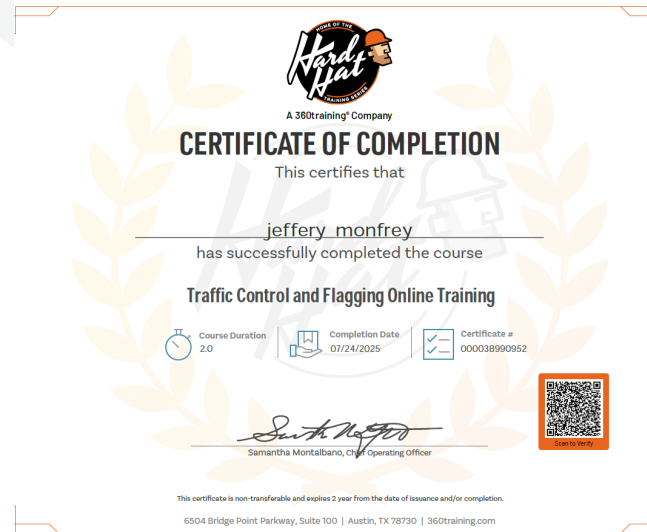 HOME OF THE
Hard
Hat
TRAINING SERIES
A 360training® Company
CERTIFICATE OF COMPLETION
This certifies that
jeffery monfrey
has successfully completed the course
Traffic Control and Flagging Online Training
Course Duration
2.0
Completion Date
07/24/2025
Certificate #
000038990952
Samantha Montalbano, Chief Operating Officer
Scan to Verify
This certificate is non-transferable and expires 2 year from the date of issuance and/or completion.
6504 Bridge Point Parkway, Suite 100 | Austin, TX 78730 | 360training.com